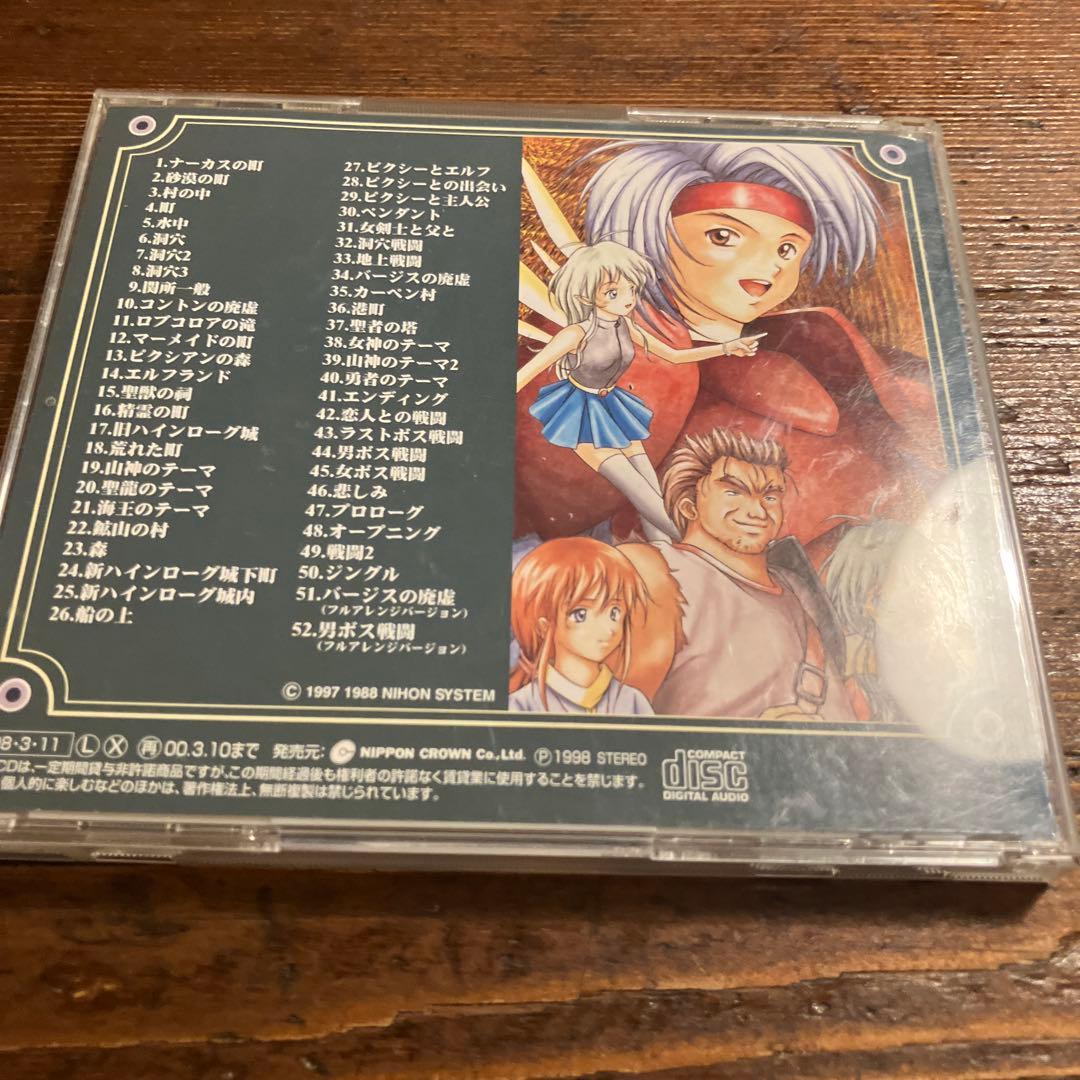 1.ナーカスの町
2.砂漠の町
3.村の中
4.町
5.水中
6.洞穴
7.洞穴2
8.洞穴3
9.関所一般
10.コントンの廃虚
11.ロブコロアの滝
12.マーメイドの町
13.ピクシアンの森
14.エルフランド
15.聖獣の祠
16.精霊の町
17.旧ハインローグ城
18.荒れた町
19.山神のテーマ
20.聖龍のテーマ
21.海王のテーマ
22.鉱山の村
23.森
24.新ハインローグ城下町
25.新ハインローグ城内
26.船の上
27.ピクシーとエルフ
28.ピクシーとの出会い
29.ピクシーと主人公
30.ペンダント
31.女剣士と父と
32.洞穴戦闘
33.地上戦闘
34.バージスの廃虚
35.カーペン村
36.港町
37.聖者の塔
38.女神のテーマ
39.山神のテーマ2
40.勇者のテーマ
41.エンディング
42.恋人との戦闘
43.ラストボス戦闘
44.男ボス戦闘
45.女ボス戦闘
46.悲しみ
47.プロローグ
48.オープニング
49.戦闘2
50.ジングル
51.バージスの廃虚
(フルアレンジバージョン)
52.男ボス戦闘
(フルアレンジバージョン)
© 1997 1988 NIHON SYSTEM
98・3・11 Ⓛ Ⓧ ㊢00.3.10まで 発売元: NIPPON CROWN Co.,Ltd. Ⓟ 1998 STEREO
CDは、一定期間貸与非許諾商品ですが、この期間経過後も権利者の許諾なく賃貸業に使用することを禁じます。
個人的に楽しむなどのほかは、著作権法上、無断複製は禁じられています。
COMPACT
disc
DIGITAL AUDIO